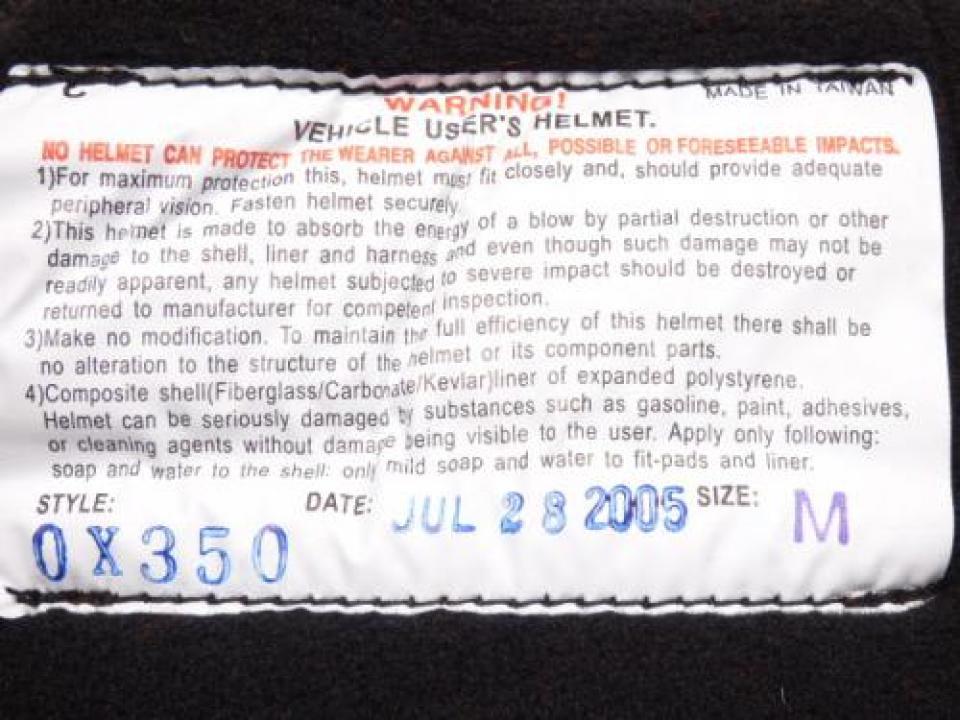 MADE IN TAIWAN
WARNING!
VEHICLE USER'S HELMET.
NO HELMET CAN PROTECT THE WEARER AGAINST ALL, POSSIBLE OR FORESEEABLE IMPACTS.
1)For maximum protection this, helmet must fit closely and, should provide adequate
peripheral vision. Fasten helmet securely.
2)This helmet is made to absorb the energy of a blow by partial destruction or other
damage to the shell, liner and harness and even though such damage may not be
readily apparent, any helmet subjected to severe impact should be destroyed or
returned to manufacturer for competent inspection.
3)Make no modification. To maintain the full efficiency of this helmet there shall be
no alteration to the structure of the helmet or its component parts.
4)Composite shell(Fiberglass/Carbonate/Kevlar)liner of expanded polystyrene.
Helmet can be seriously damaged by substances such as gasoline, paint, adhesives,
or cleaning agents without damage being visible to the user. Apply only following:
soap and water to the shell: only mild soap and water to fit-pads and liner.
STYLE: DATE: JUL 28 2005 SIZE: M
OX350